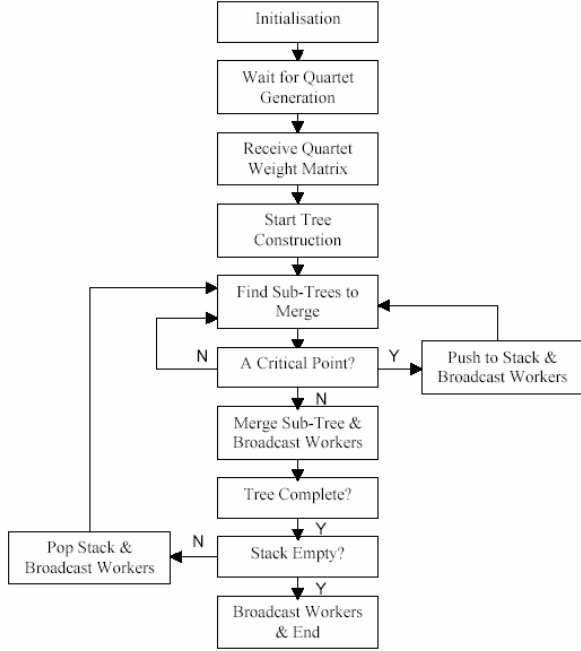 Initialisation
Wait for Quartet
Generation
Receive Quartet
Weight Matrix
Start Tree
Construction
Find Sub-Trees to
Merge
N
A Critical Point?
Y
Push to Stack &
Broadcast Workers
N
Merge Sub-Tree &
Broadcast Workers
Tree Complete?
Y
Pop Stack &
Broadcast Workers
N
Stack Empty?
Y
Broadcast Workers
& End